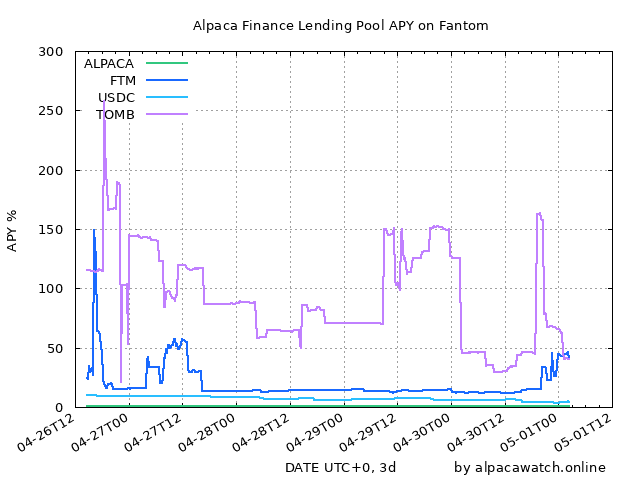 Alpaca Finance Lending Pool APY on Fantom
300
250
200
150
100
50
0
APY %
ALPACA
FTM
USDC
TOMB
04-26T12
04-27T00
04-27T12
04-28T00
04-28T12
04-29T00
04-29T12
04-30T00
04-30T12
05-01T00
05-01T12
DATE UTC+0, 3d
by alpacawatch.online